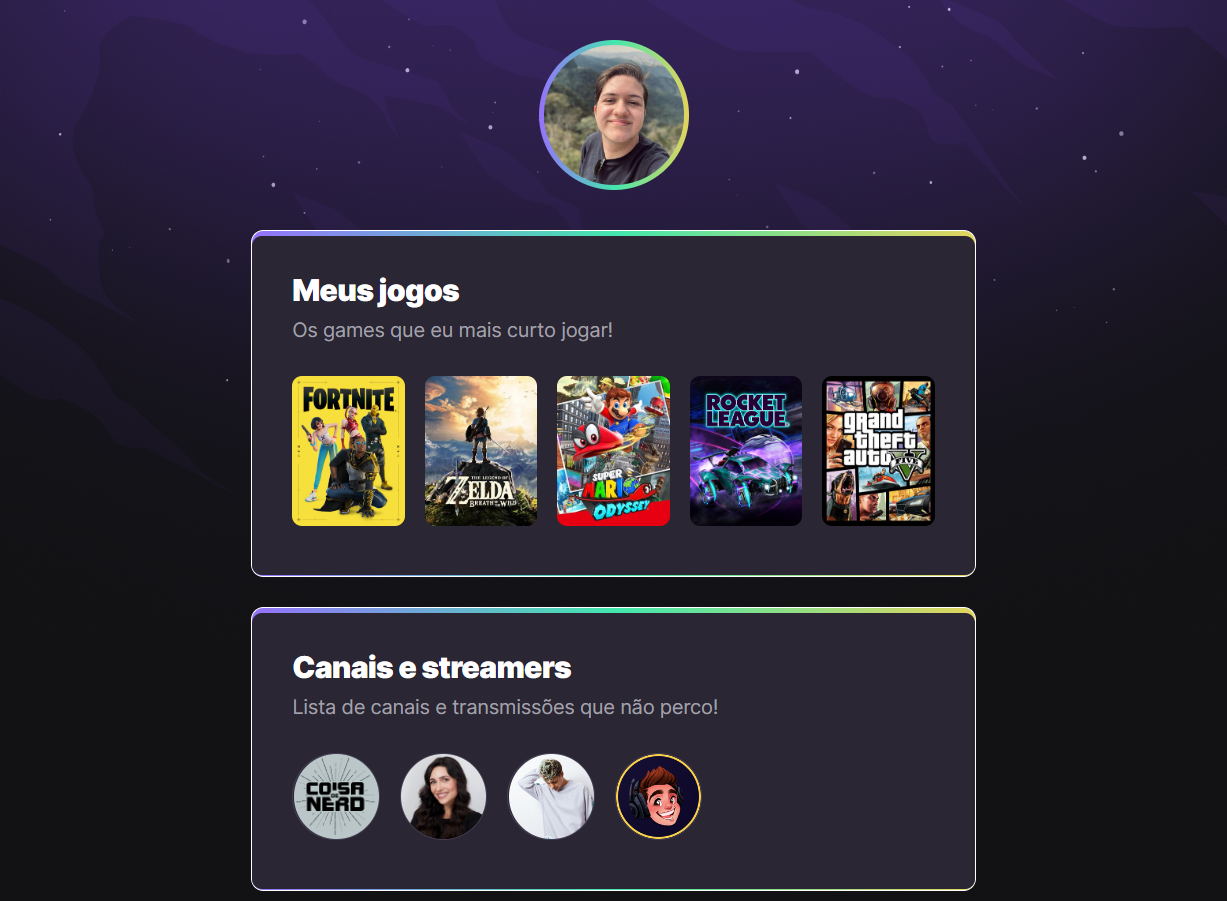 Meus jogos
Os games que eu mais curto jogar!
FORTNITE
THE LEGEND OF
ZELDA
BREATH OF THE WILD
SUPER
MARIO
ODYSSEY
ROCKET
LEAGUE
grand
theft
auto
FIVE
Canais e streamers
Lista de canais e transmissões que não perco!
COISA
DE
NERD